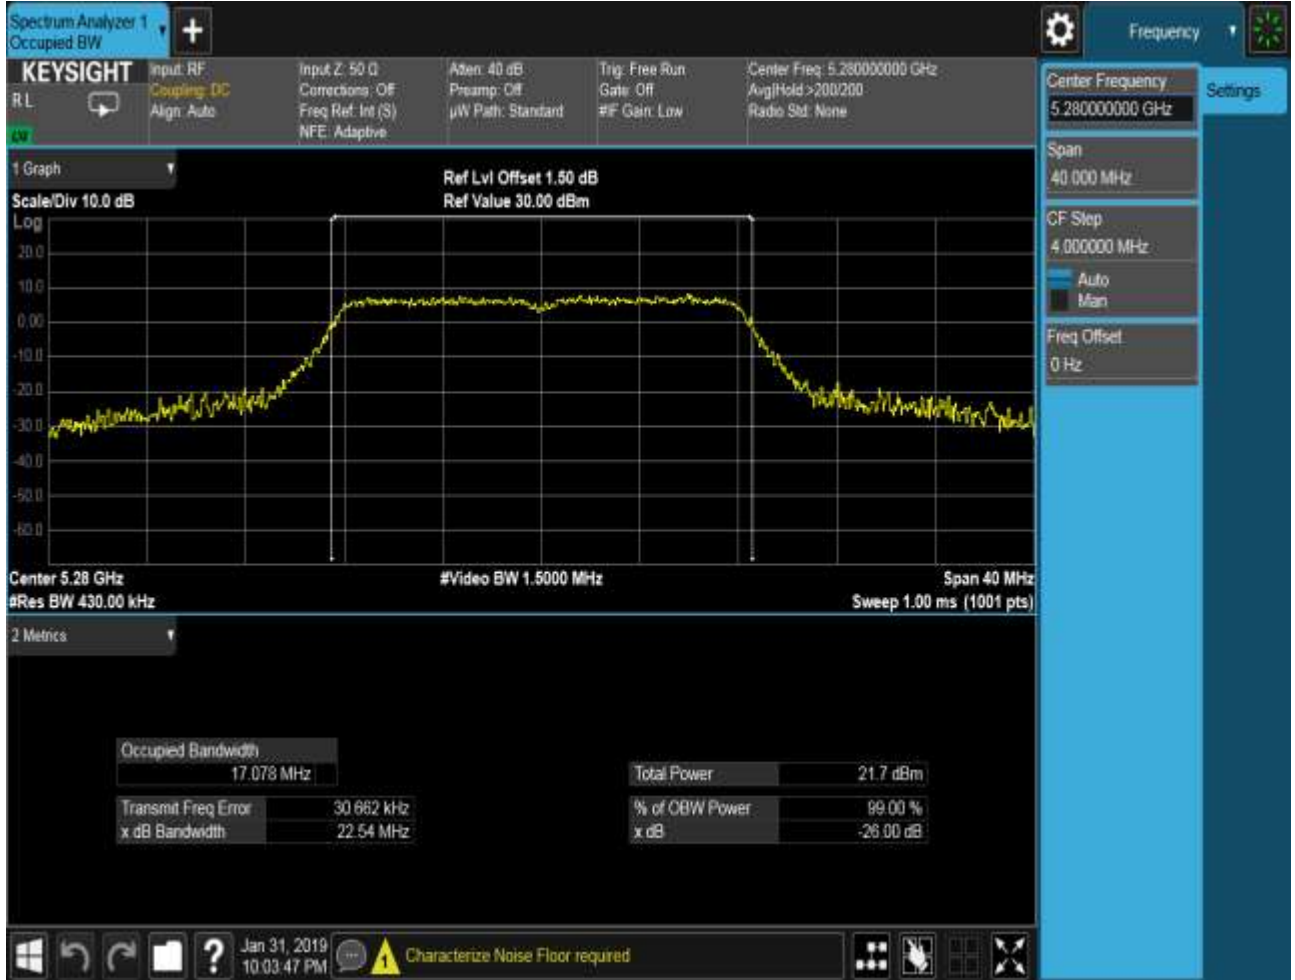 Spectrum Analyzer 1
Occupied BW
+
Frequency
KEYSIGHT
R L
LW
Input: RF
Coupling: DC
Align: Auto
Input Z: 50 Ω
Corrections: Off
Freq Ref: Int (S)
NFE: Adaptive
Atten: 40 dB
Preamp: Off
µW Path: Standard
Trig: Free Run
Gate: Off
#IF Gain: Low
Center Freq: 5.280000000 GHz
Avg|Hold:>200/200
Radio Std: None
Center Frequency
5.280000000 GHz
Settings
Span
40.000 MHz
CF Step
4.000000 MHz
Auto
Man
Freq Offset
0 Hz
1 Graph
Scale/Div 10.0 dB
Ref Lvl Offset 1.50 dB
Ref Value 30.00 dBm
Log
20.0
10.0
0.00
-10.0
-20.0
-30.0
-40.0
-50.0
-60.0
Center 5.28 GHz
#Res BW 430.00 kHz
#Video BW 1.5000 MHz
Span 40 MHz
Sweep 1.00 ms (1001 pts)
2 Metrics
Occupied Bandwidth
17.078 MHz
Transmit Freq Error 30.662 kHz
x dB Bandwidth 22.54 MHz
Total Power 21.7 dBm
% of OBW Power 99.00 %
x dB -26.00 dB
?
Jan 31, 2019
10:03:47 PM
1
Characterize Noise Floor required